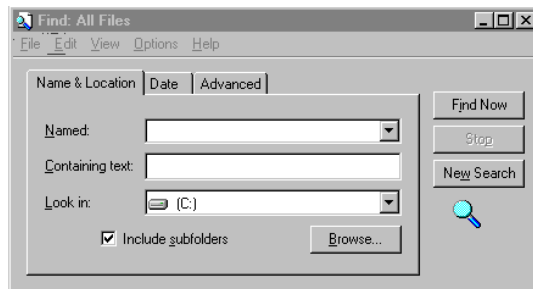 Find: All Files
File Edit View Options Help
Name & Location Date Advanced
Named:
Containing text:
Look in: (C:)
Include subfolders Browse...
Find Now
Stop
New Search